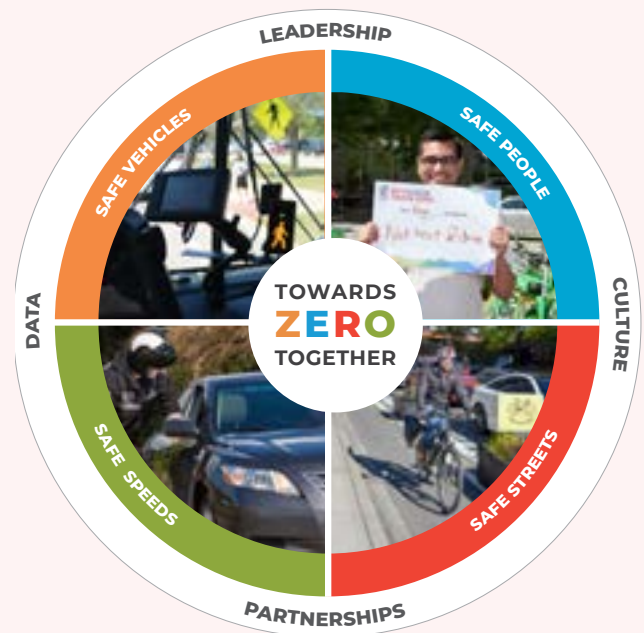 LEADERSHIP
SAFE VEHICLES
SAFE PEOPLE
DATA
TOWARDS
ZERO
TOGETHER
CULTURE
SAFE SPEEDS
SAFE STREETS
PARTNERSHIPS